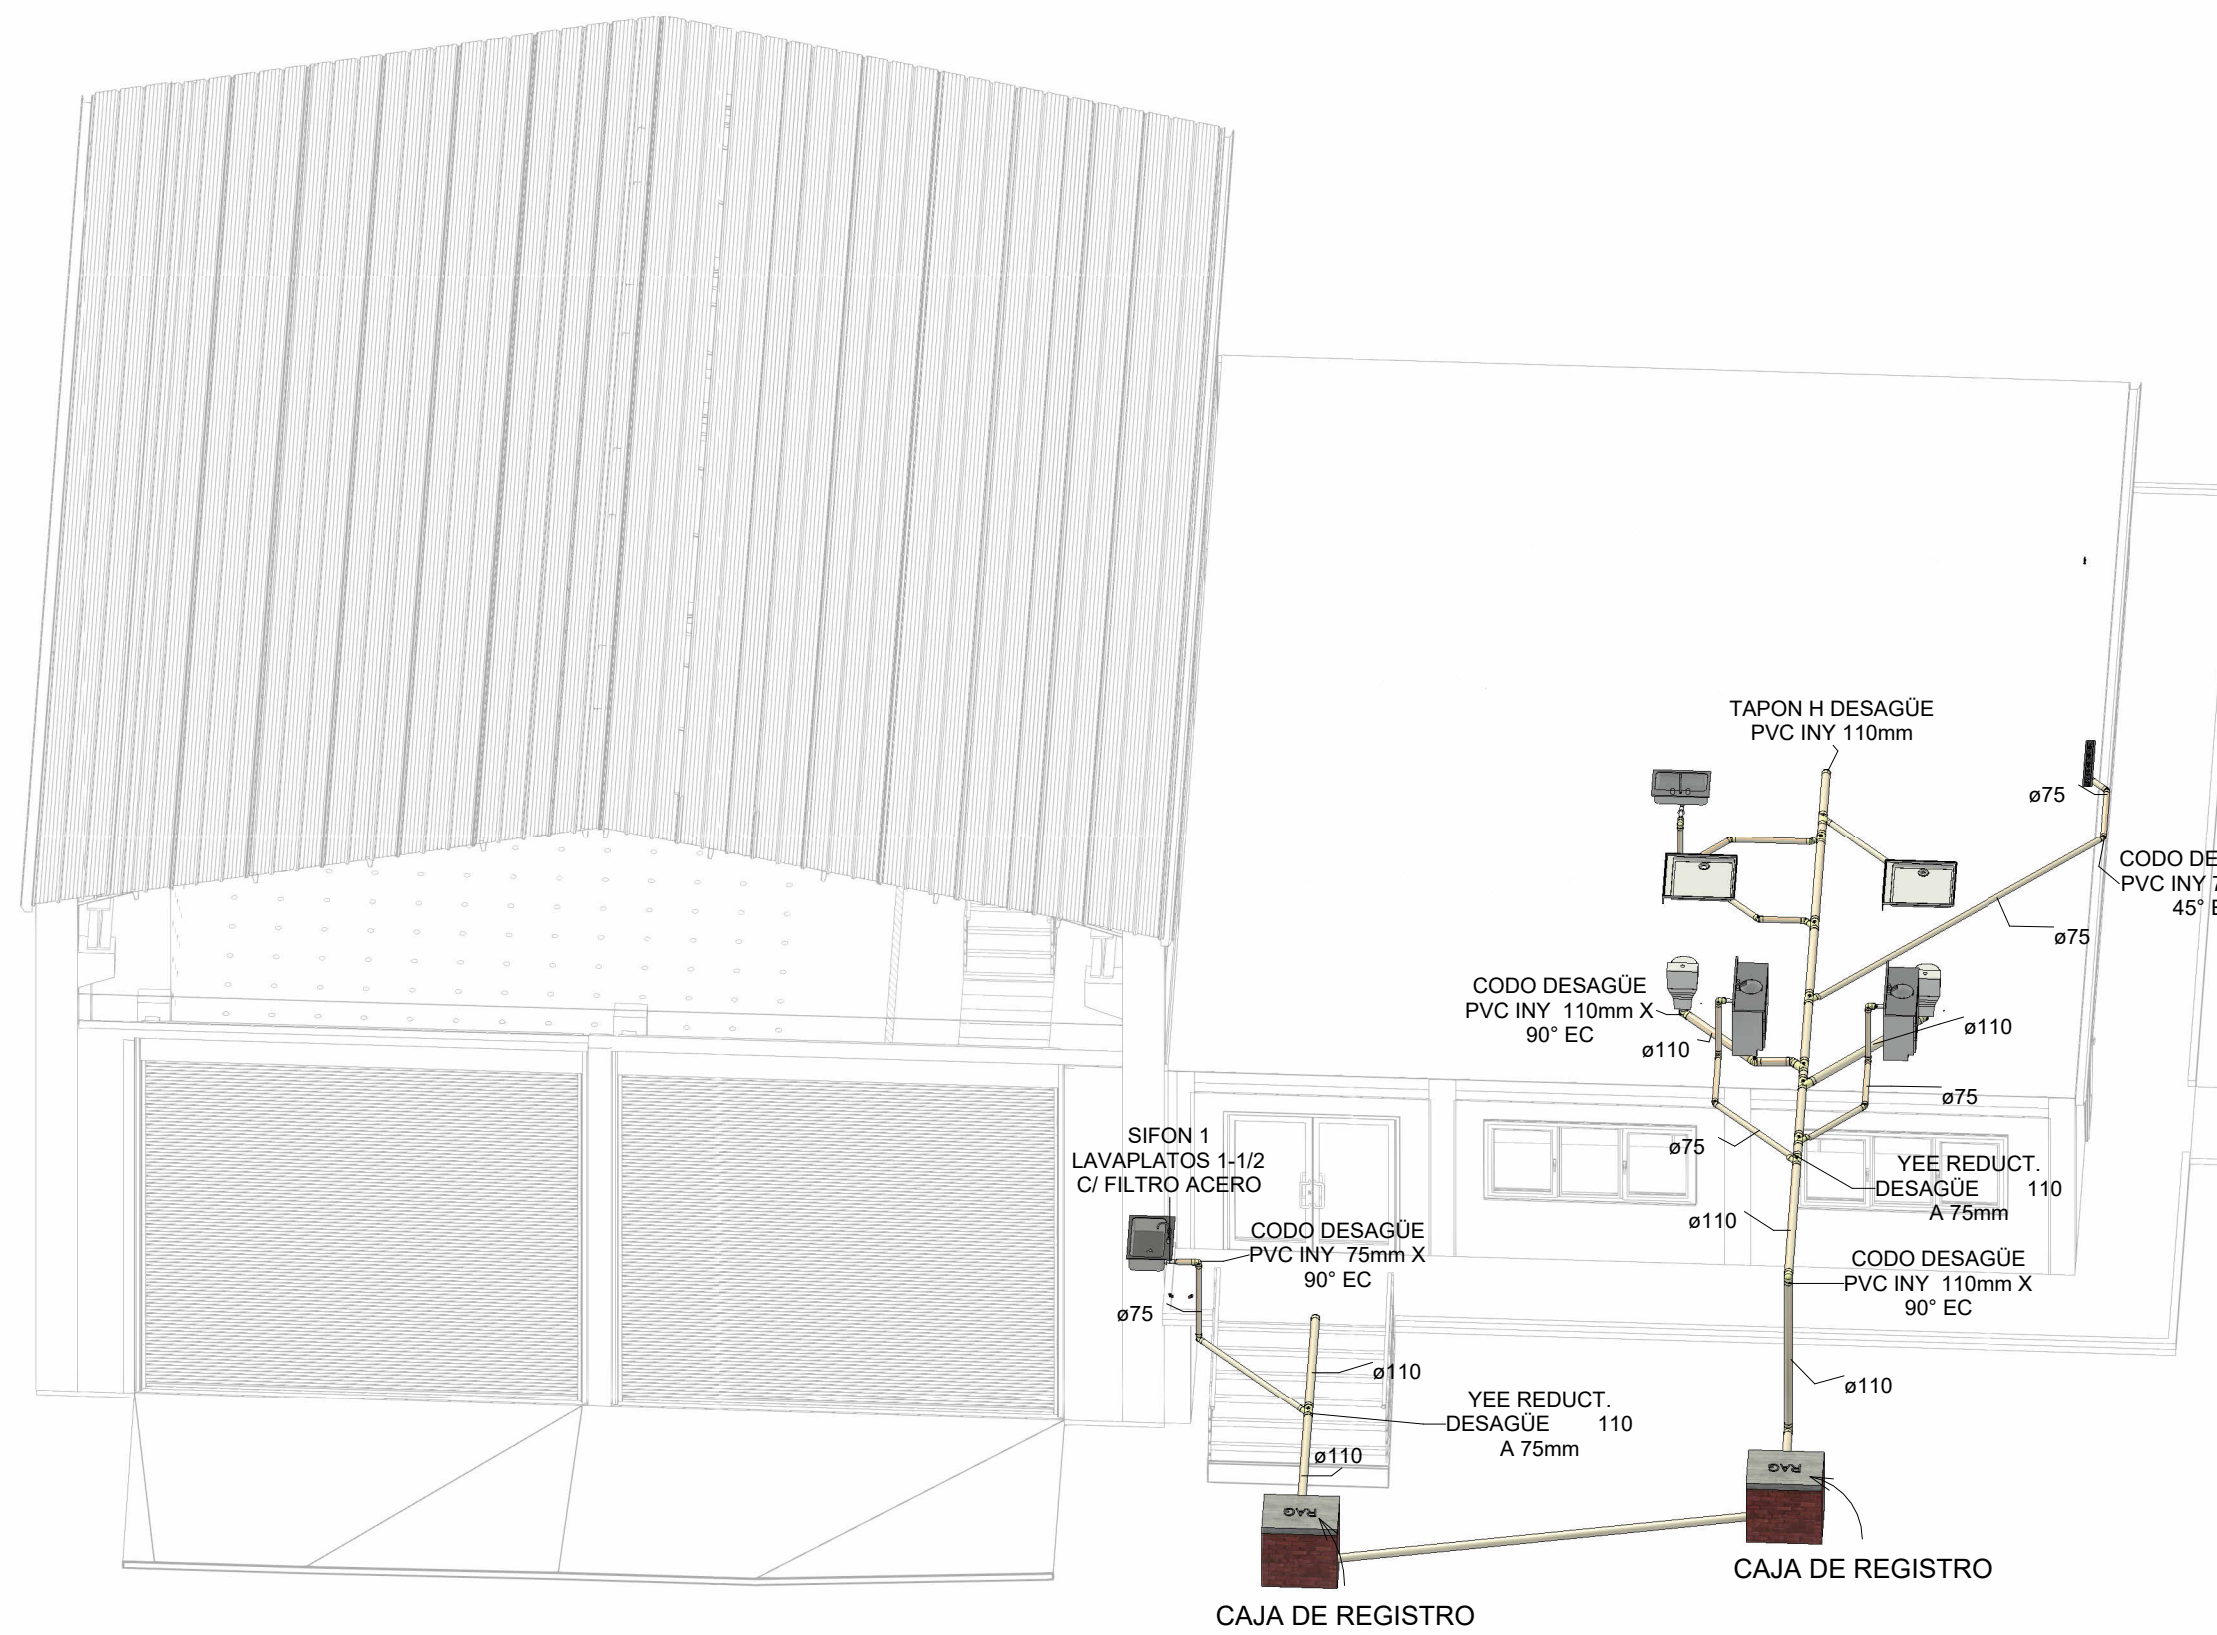 TAPON H DESAGÜE
PVC INY 110mm
ø75
CODO DE
PVC INY 7
45° E
ø75
CODO DESAGÜE
PVC INY 110mm X
90° EC
ø110
ø110
ø75
ø75
YEE REDUCT.
DESAGÜE 110
A 75mm
ø110
SIFON 1
LAVAPLATOS 1-1/2
C/ FILTRO ACERO
CODO DESAGÜE
PVC INY 75mm X
90° EC
ø75
CODO DESAGÜE
PVC INY 110mm X
90° EC
ø110
ø110
YEE REDUCT.
DESAGÜE 110
A 75mm
ø110
RAG
RAG
CAJA DE REGISTRO
CAJA DE REGISTRO